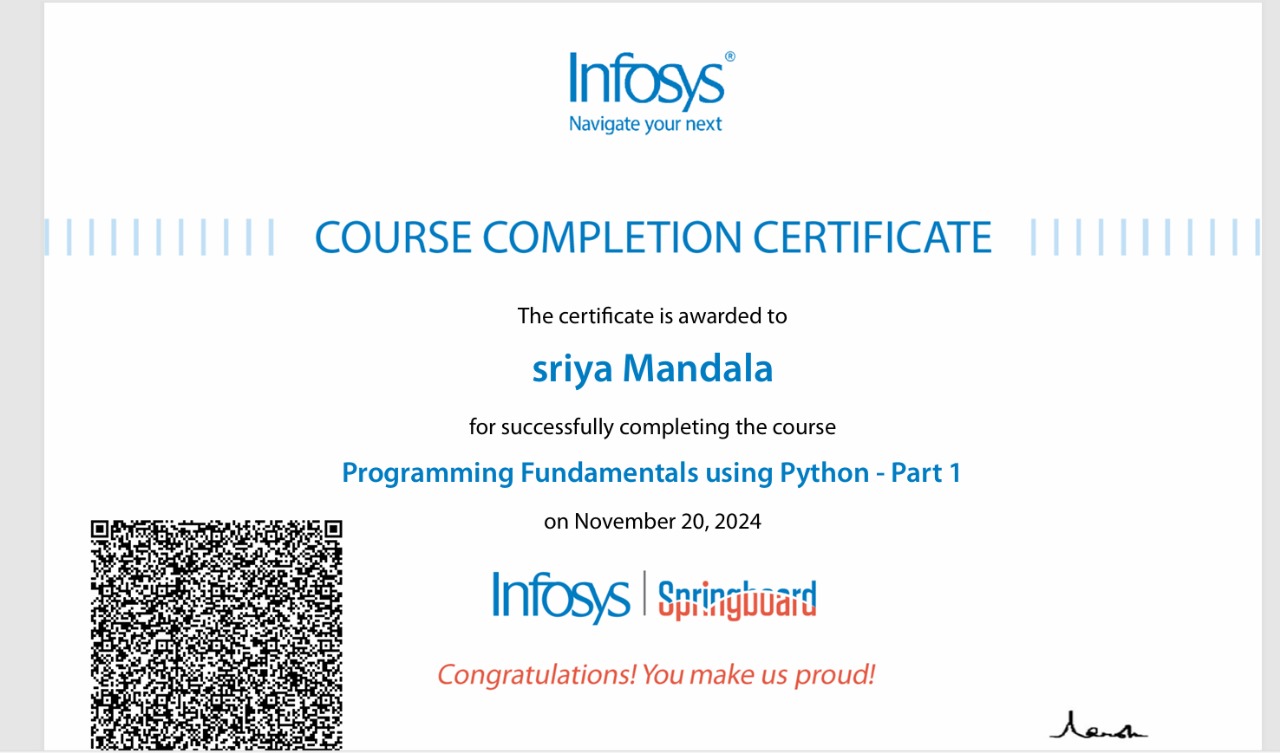 Infosys®
Navigate your next
COURSE COMPLETION CERTIFICATE
The certificate is awarded to
sriya Mandala
for successfully completing the course
Programming Fundamentals using Python - Part 1
on November 20, 2024
Infosys | Springboard
Congratulations! You make us proud!